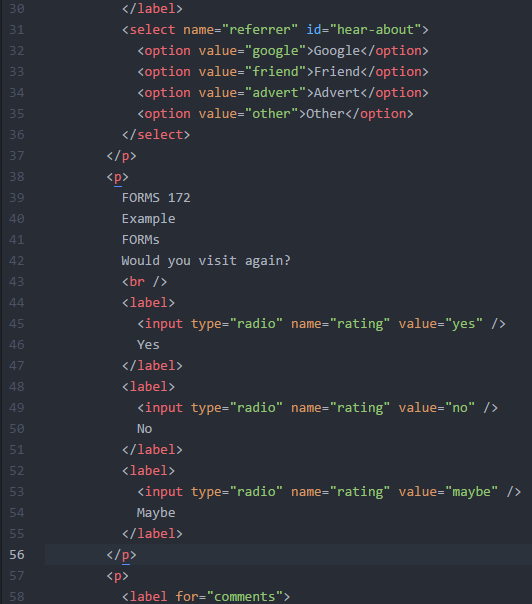 30 </label>
31 <select name="referrer" id="hear-about">
32 <option value="google">Google</option>
33 <option value="friend">Friend</option>
34 <option value="advert">Advert</option>
35 <option value="other">Other</option>
36 </select>
37 </p>
38 <p>
39 FORMS 172
40 Example
41 FORMs
42 Would you visit again?
43 <br />
44 <label>
45 <input type="radio" name="rating" value="yes" />
46 Yes
47 </label>
48 <label>
49 <input type="radio" name="rating" value="no" />
50 No
51 </label>
52 <label>
53 <input type="radio" name="rating" value="maybe" />
54 Maybe
55 </label>
56 </p>
57 <p>
58 <label for="comments">